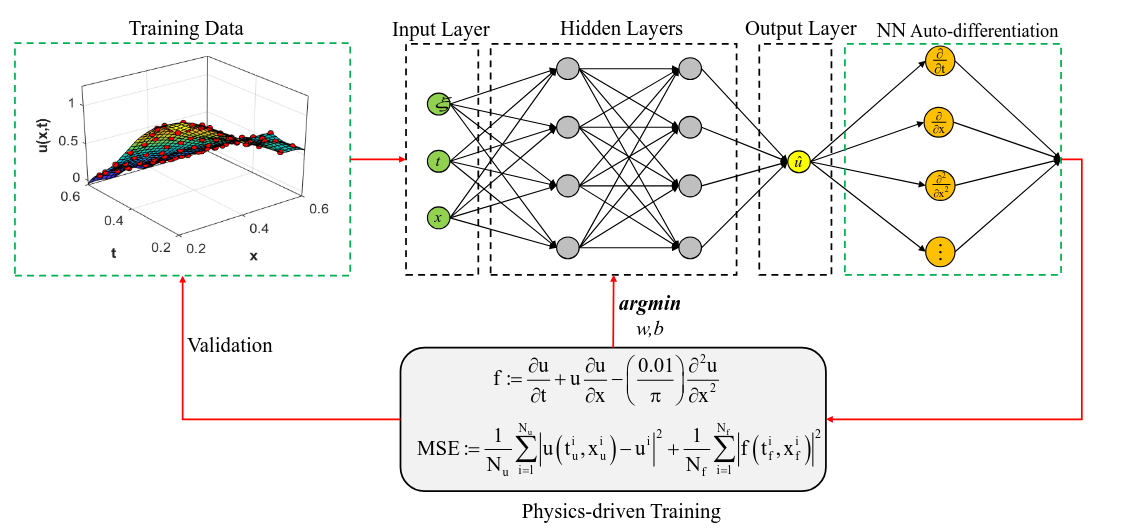 Training Data
Input Layer
Hidden Layers
Output Layer
NN Auto-differentiation
u(x,t)
1
0.5
0
0.6
0.4
0.2
t
0.2
0.4
0.6
x
ξ
t
x
û
∂/∂t
∂/∂x
∂²/∂x²
⋮
Validation
argmin
w,b
f := ∂u/∂t + u ∂u/∂x − (0.01/π) ∂²u/∂x²
MSE := 1/N_u ∑_{i=1}^{N_u} |u(t_u^i, x_u^i) − u^i|² + 1/N_f ∑_{i=1}^{N_f} |f(t_f^i, x_f^i)|²
Physics-driven Training